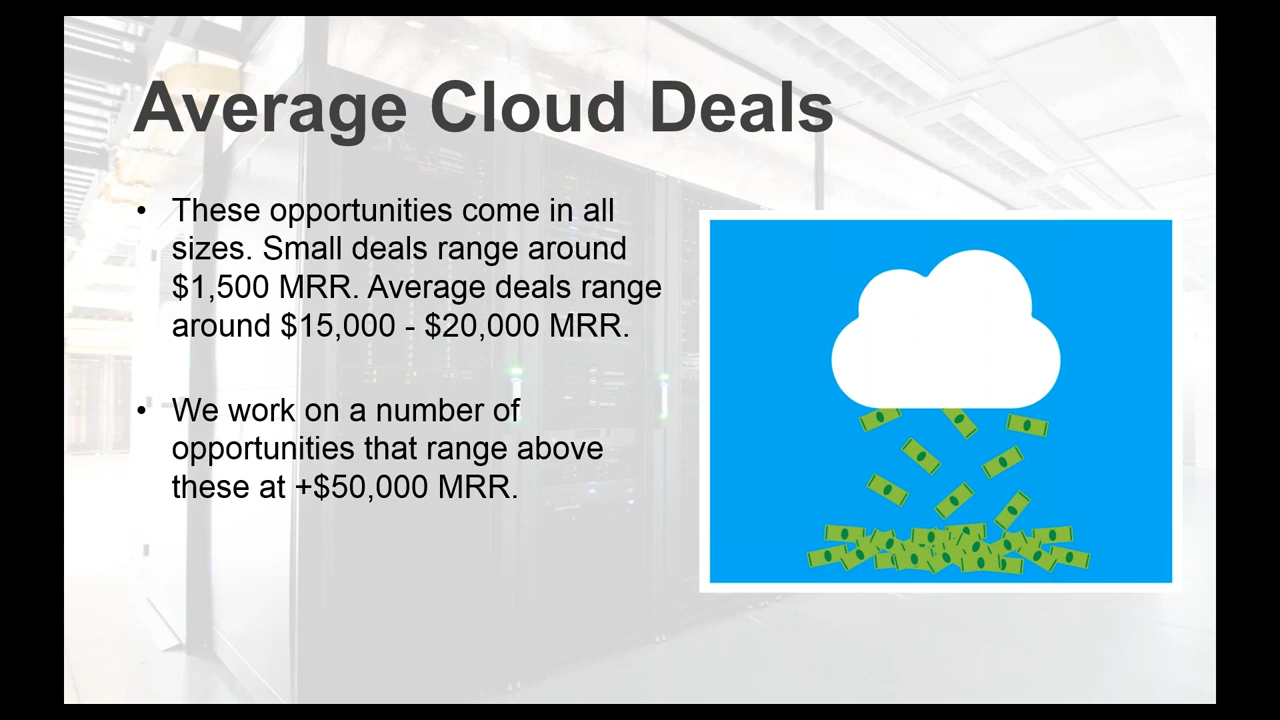 Average Cloud Deals
• These opportunities come in all
sizes. Small deals range around
$1,500 MRR. Average deals range
around $15,000 - $20,000 MRR.
• We work on a number of
opportunities that range above
these at +$50,000 MRR.